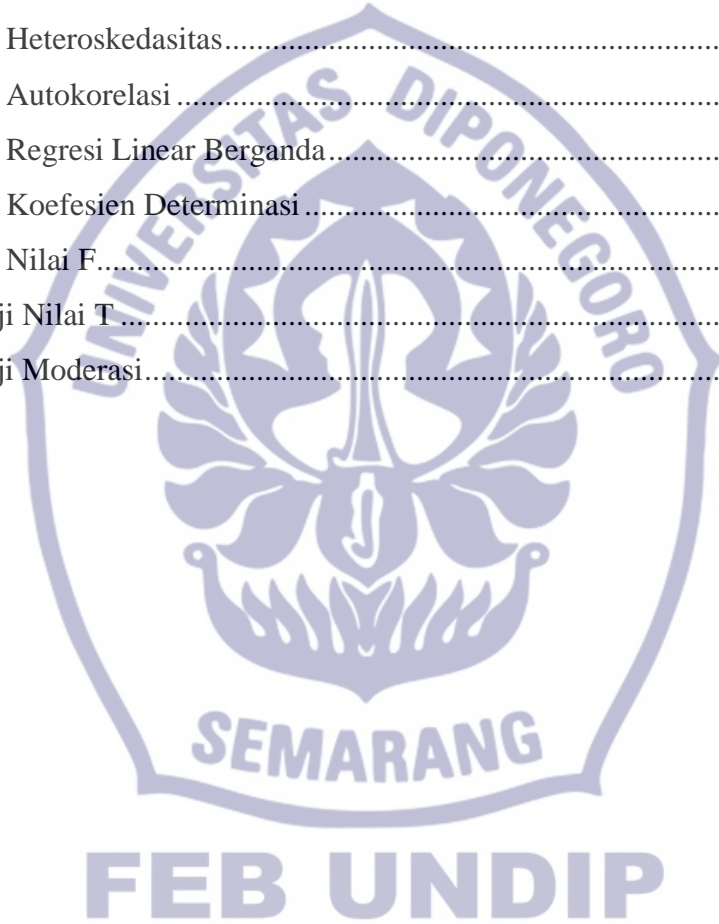 Heteroskedasitas........................................................................
Autokorelasi..............................................................................
Regresi Linear Berganda.............................................................
Koefesien Determinasi................................................................
Nilai F.......................................................................................
ji Nilai T....................................................................................
ji Moderasi.................................................................................
UNIVERSITAS DIPONEGORO
SEMARANG
FEB UNDIP